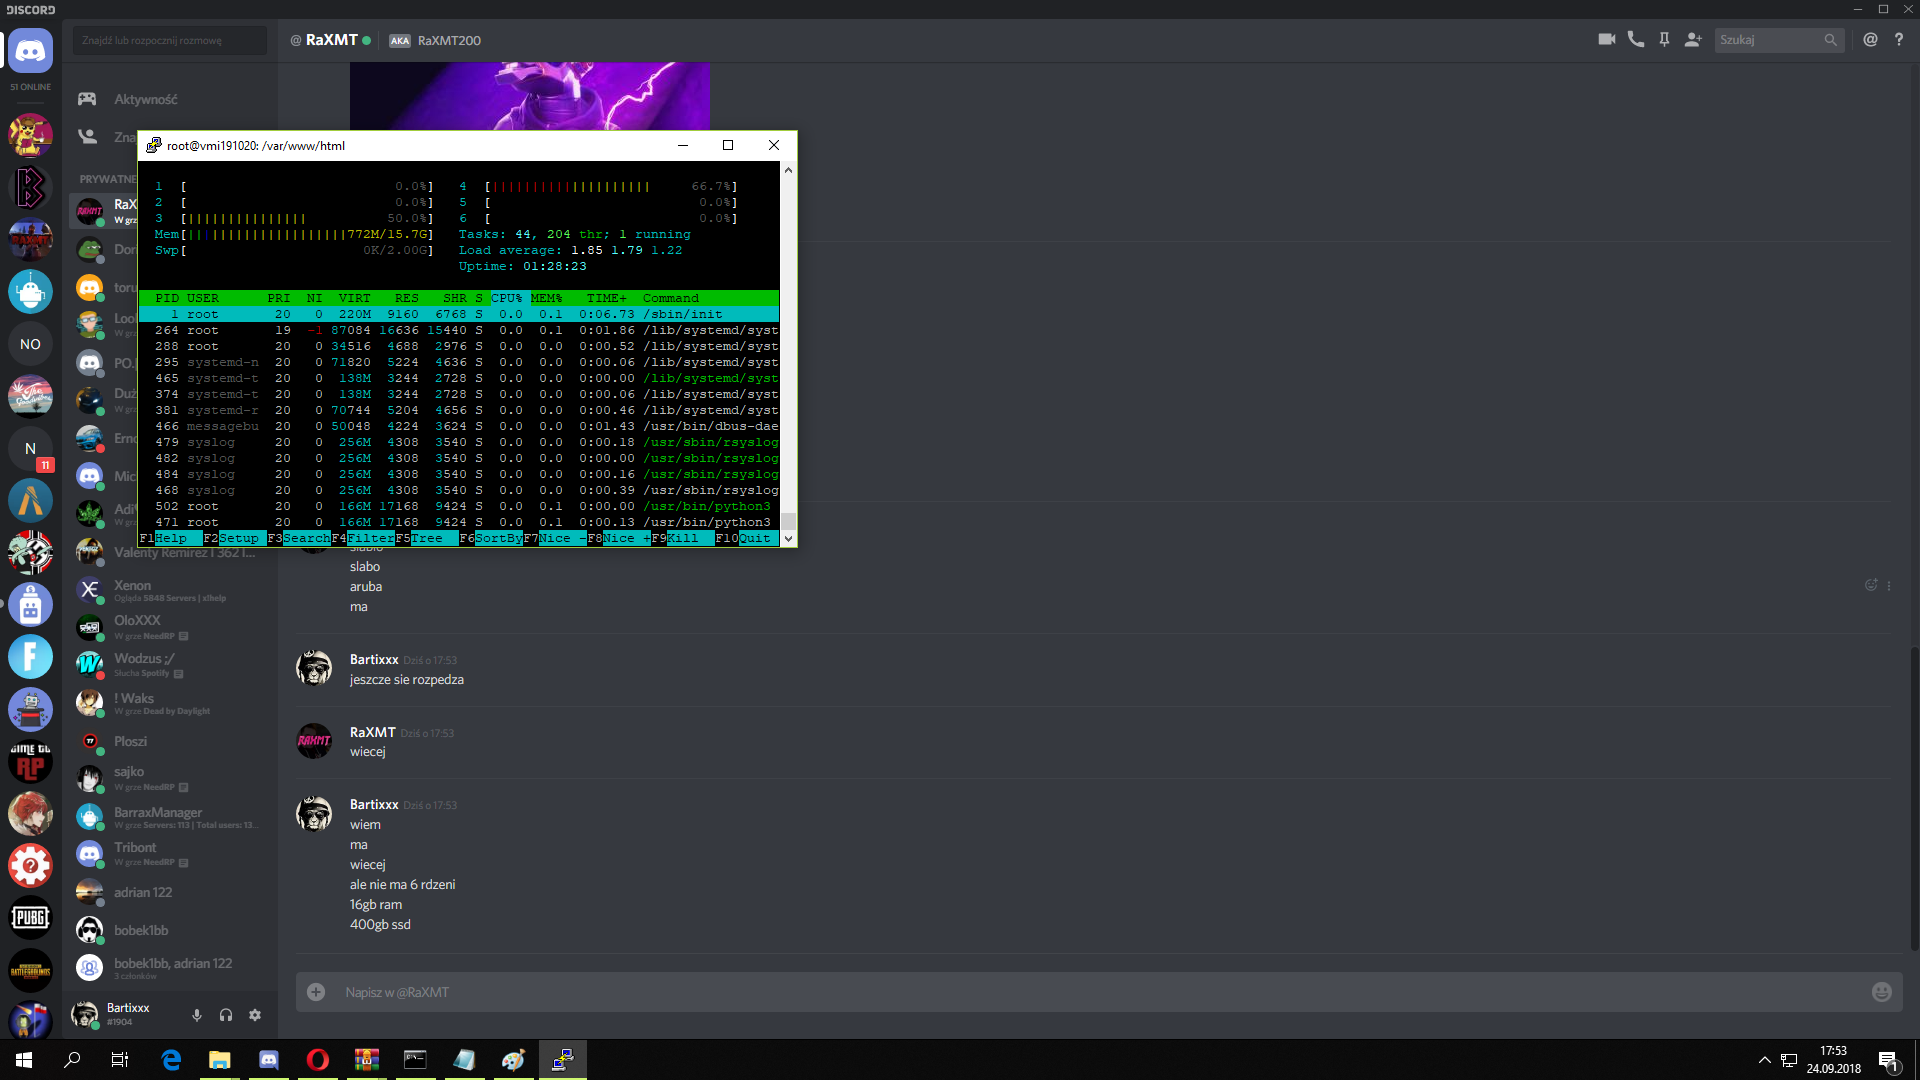 DISCORD
Znajdź lub rozpocznij rozmowę
@ RaXMT AKA RaXMT200
Szukaj
51 ONLINE
Aktywność
Zna
PRYWATNE
RaX
W grz
Dori
toru
Lool
W grz
PO.
Duż
W grz
Erno
Mic
Adi
W grz
Valenty Remirez | 3621...
Xenon
Ogląda 5848 Servers | x!help
OloXXX
W grze NeedRP
Wodzus ;/
Słucha Spotify
! Waks
W grze Dead by Daylight
Ploszi
sajko
W grze NeedRP
BarraxManager
W grze Servers: 113 | Total users: 13...
Tribont
W grze NeedRP
adrian 122
bobek1bb
bobek1bb, adrian 122
3 członków
Bartixxx
#1904
NO
N
11
GIME TO
RP
PUBG
BATTLEGROUNDS
root@vmi191020: /var/www/html
1 [ 0.0%] 4 [|||||||||||||||||||| 66.7%]
2 [ 0.0%] 5 [ 0.0%]
3 [||||||||||||||| 50.0%] 6 [ 0.0%]
Mem[||||||||||||||||||||772M/15.7G] Tasks: 44, 204 thr; 1 running
Swp[ 0K/2.00G] Load average: 1.85 1.79 1.22
Uptime: 01:28:23
PID USER PRI NI VIRT RES SHR S CPU% MEM% TIME+ Command
1 root 20 0 220M 9160 6768 S 0.0 0.1 0:06.73 /sbin/init
264 root 19 -1 87084 16636 15440 S 0.0 0.1 0:01.86 /lib/systemd/syst
288 root 20 0 34516 4688 2976 S 0.0 0.0 0:00.52 /lib/systemd/syst
295 systemd-n 20 0 71820 5224 4636 S 0.0 0.0 0:00.06 /lib/systemd/syst
465 systemd-t 20 0 138M 3244 2728 S 0.0 0.0 0:00.00 /lib/systemd/syst
374 systemd-t 20 0 138M 3244 2728 S 0.0 0.0 0:00.06 /lib/systemd/syst
381 systemd-r 20 0 70744 5204 4656 S 0.0 0.0 0:00.46 /lib/systemd/syst
466 messagebu 20 0 50048 4224 3624 S 0.0 0.0 0:01.43 /usr/bin/dbus-dae
479 syslog 20 0 256M 4308 3540 S 0.0 0.0 0:00.18 /usr/sbin/rsyslog
482 syslog 20 0 256M 4308 3540 S 0.0 0.0 0:00.00 /usr/sbin/rsyslog
484 syslog 20 0 256M 4308 3540 S 0.0 0.0 0:00.16 /usr/sbin/rsyslog
468 syslog 20 0 256M 4308 3540 S 0.0 0.0 0:00.39 /usr/sbin/rsyslog
502 root 20 0 166M 17168 9424 S 0.0 0.1 0:00.00 /usr/bin/python3
471 root 20 0 166M 17168 9424 S 0.0 0.1 0:00.13 /usr/bin/python3
F1Help F2Setup F3Search F4Filter F5Tree F6SortBy F7Nice - F8Nice + F9Kill F10Quit
slabo
slabo
aruba
ma
Bartixxx Dziś o 17:53
jeszcze sie rozpedza
RaXMT Dziś o 17:53
wiecej
Bartixxx Dziś o 17:53
wiem
ma
wiecej
ale nie ma 6 rdzeni
16gb ram
400gb ssd
Napisz w @RaXMT
17:53
24.09.2018
1